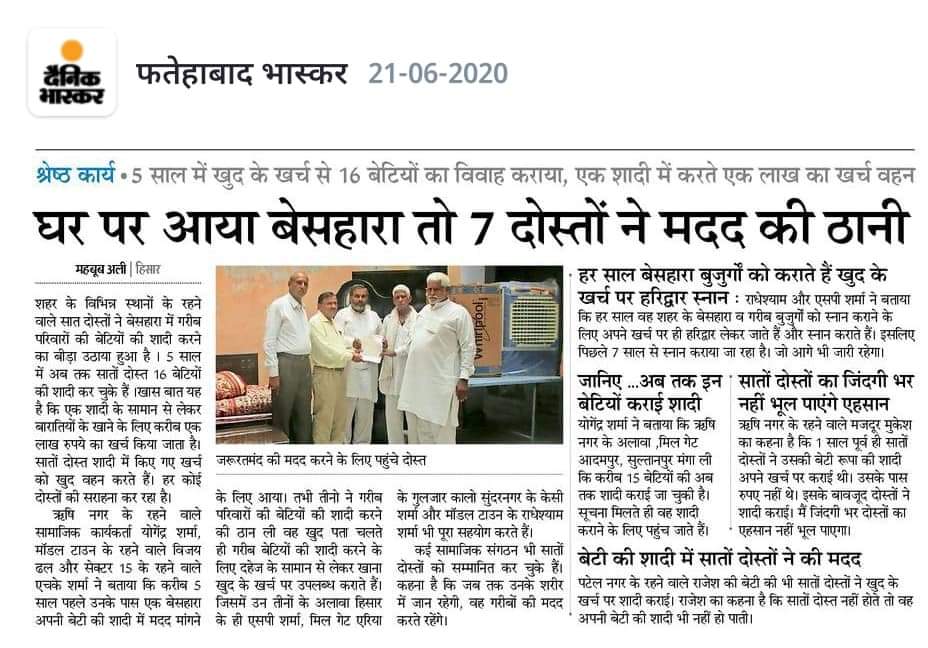 दैनिक
भास्कर
फतेहाबाद भास्कर 21-06-2020
श्रेष्ठ कार्य • 5 साल में खुद के खर्च से 16 बेटियों का विवाह कराया, एक शादी में करते एक लाख का खर्च वहन
घर पर आया बेसहारा तो 7 दोस्तों ने मदद की ठानी
महबूब अली | हिसार
शहर के विभिन्न स्थानों के रहने
वाले सात दोस्तों ने बेसहारा में गरीब
परिवारों की बेटियों की शादी करने
का बीड़ा उठाया हुआ है । 5 साल
में अब तक सातों दोस्त 16 बेटियों
की शादी कर चुके हैं ।खास बात यह
है कि एक शादी के सामान से लेकर
बारातियों के खाने के लिए करीब एक
लाख रुपये का खर्च किया जाता है।
सातों दोस्त शादी में किए गए खर्च
को खुद वहन करते हैं। हर कोई
दोस्तों की सराहना कर रहा है।
ऋषि नगर के रहने वाले
सामाजिक कार्यकर्ता योगेंद्र शर्मा,
मॉडल टाउन के रहने वाले विजय
ढल और सेक्टर 15 के रहने वाले
एचके शर्मा ने बताया कि करीब 5
साल पहले उनके पास एक बेसहारा
अपनी बेटी की शादी में मदद मांगने
Whirlpool
जरूरतमंद की मदद करने के लिए पहुंचे दोस्त
के लिए आया। तभी तीनो ने गरीब
परिवारों की बेटियों की शादी करने
की ठान ली वह खुद पता चलते
ही गरीब बेटियों की शादी करने के
लिए दहेज के सामान से लेकर खाना
खुद के खर्च पर उपलब्ध कराते हैं।
जिसमें उन तीनों के अलावा हिसार
के ही एसपी शर्मा, मिल गेट एरिया
के गुलजार कालो सुंदरनगर के केसी
शर्मा और मॉडल टाउन के राधेश्याम
शर्मा भी पूरा सहयोग करते हैं।
कई सामाजिक संगठन भी सातों
दोस्तों को सम्मानित कर चुके हैं।
कहना है कि जब तक उनके शरीर
में जान रहेगी, वह गरीबों की मदद
करते रहेंगे।
हर साल बेसहारा बुजुर्गों को कराते हैं खुद के
खर्च पर हरिद्वार स्नान : राधेश्याम और एसपी शर्मा ने बताया
कि हर साल वह शहर के बेसहारा व गरीब बुजुर्गों को स्नान कराने के
लिए अपने खर्च पर ही हरिद्वार लेकर जाते हैं और स्नान कराते हैं। इसलिए
पिछले 7 साल से स्नान कराया जा रहा है। जो आगे भी जारी रहेगा।
जानिए ...अब तक इन
बेटियों कराई शादी
योगेंद्र शर्मा ने बताया कि ऋषि
नगर के अलावा ,मिल गेट
आदमपुर, सुल्तानपुर मंगा ली
कि करीब 15 बेटियों की अब
तक शादी कराई जा चुकी है।
सूचना मिलते ही वह शादी
कराने के लिए पहुंच जाते हैं।
सातों दोस्तों का जिंदगी भर
नहीं भूल पाएंगे एहसान
ऋषि नगर के रहने वाले मजदूर मुकेश
का कहना है कि 1 साल पूर्व ही सातों
दोस्तों ने उसकी बेटी रूपा की शादी
अपने खर्च पर कराई थी। उसके पास
रुपए नहीं थे। इसके बावजूद दोस्तों ने
शादी कराई। मैं जिंदगी भर दोस्तों का
एहसान नहीं भूल पाएगा।
बेटी की शादी में सातों दोस्तों ने की मदद
पटेल नगर के रहने वाले राजेश की बेटी की भी सातों दोस्तों ने खुद के
खर्च पर शादी कराई। राजेश का कहना है कि सातों दोस्त नहीं होते तो वह
अपनी बेटी की शादी भी नहीं हो पाती।